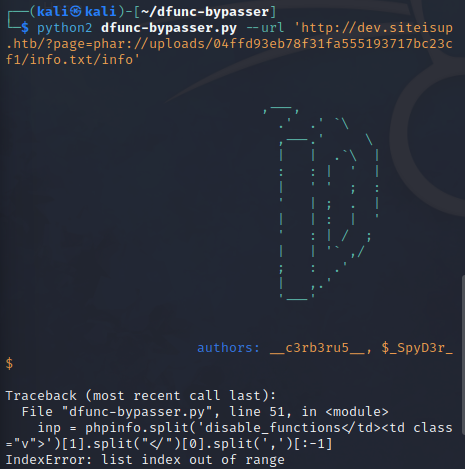 ┌──(kali㉿kali)-[~/dfunc-bypasser]
└─$ python2 dfunc-bypasser.py --url 'http://dev.siteisup
.htb/?page=phar://uploads/04ffd93eb78f31fa555193717bc23c
f1/info.txt/info'
authors: __c3rb3ru5__, $_SpyD3r_
$
Traceback (most recent call last):
  File "dfunc-bypasser.py", line 51, in <module>
    inp = phpinfo.split('disable_functions</td><td class
="v">')[1].split("</")[0].split(',')[:-1]
IndexError: list index out of range